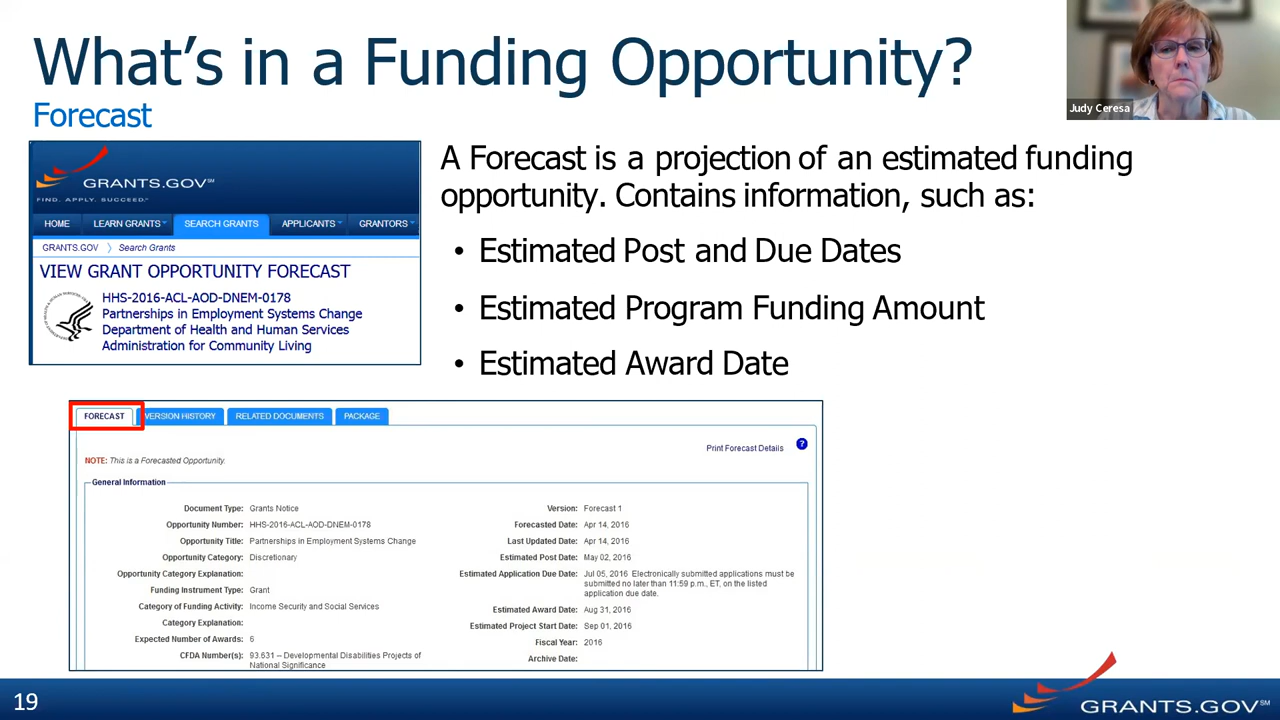 What's in a Funding Opportunity?
Forecast
Judy Ceresa
GRANTS.GOV℠
FIND. APPLY. SUCCEED.℠
HOME LEARN GRANTS SEARCH GRANTS APPLICANTS GRANTORS
GRANTS.GOV 〉 Search Grants
VIEW GRANT OPPORTUNITY FORECAST
HHS-2016-ACL-AOD-DNEM-0178
Partnerships in Employment Systems Change
Department of Health and Human Services
Administration for Community Living
A Forecast is a projection of an estimated funding
opportunity. Contains information, such as:
• Estimated Post and Due Dates
• Estimated Program Funding Amount
• Estimated Award Date
FORECAST VERSION HISTORY RELATED DOCUMENTS PACKAGE
Print Forecast Details ?
NOTE: This is a Forecasted Opportunity.
General Information
Document Type: Grants Notice
Opportunity Number: HHS-2016-ACL-AOD-DNEM-0178
Opportunity Title: Partnerships in Employment Systems Change
Opportunity Category: Discretionary
Opportunity Category Explanation:
Funding Instrument Type: Grant
Category of Funding Activity: Income Security and Social Services
Category Explanation:
Expected Number of Awards: 6
CFDA Number(s): 93.631 -- Developmental Disabilities Projects of
National Significance
Version: Forecast 1
Forecasted Date: Apr 14, 2016
Last Updated Date: Apr 14, 2016
Estimated Post Date: May 02, 2016
Estimated Application Due Date: Jul 05, 2016 Electronically submitted applications must be
submitted no later than 11:59 p.m., ET, on the listed
application due date.
Estimated Award Date: Aug 31, 2016
Estimated Project Start Date: Sep 01, 2016
Fiscal Year: 2016
Archive Date:
19
GRANTS.GOV℠